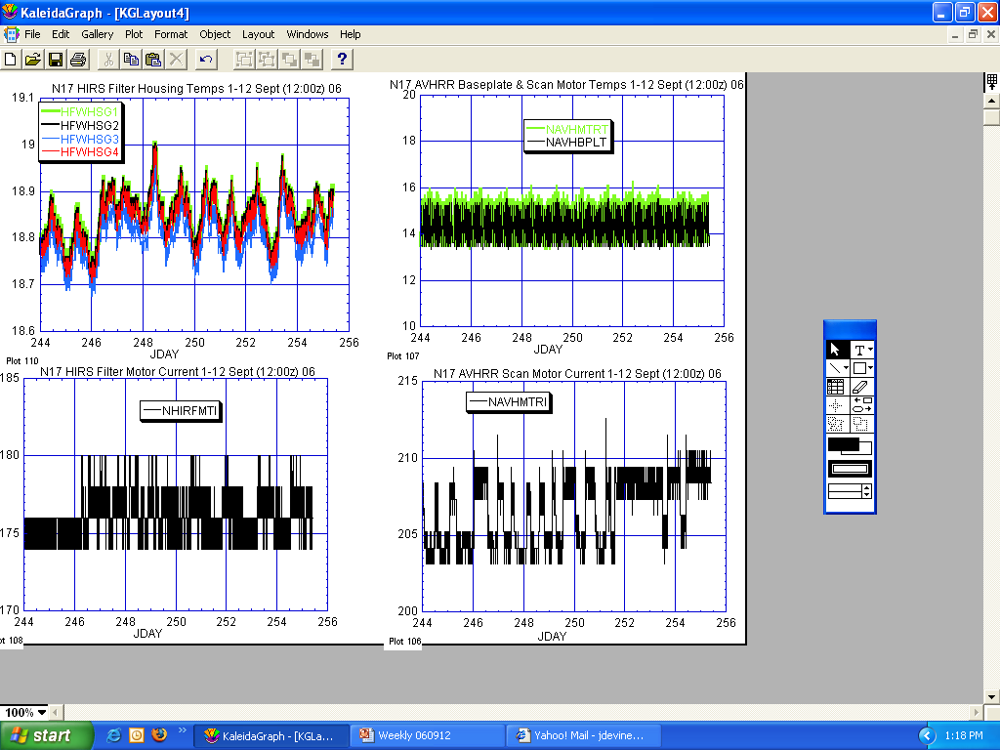 KaleidaGraph - [KGLayout4]
File Edit Gallery Plot Format Object Layout Windows Help
N17 HIRS Filter Housing Temps 1-12 Sept (12:00z) 06
19.1
19
18.9
18.8
18.7
18.6
HFWHSG1
HFWHSG2
HFWHSG3
HFWHSG4
244 246 248 250 252 254 256
JDAY
Plot 110
N17 AVHRR Baseplate & Scan Motor Temps 1-12 Sept (12:00z) 06
20
18
16
14
12
10
NAVHMTRT
NAVHBPLT
244 246 248 250 252 254 256
JDAY
Plot 107
N17 HIRS Filter Motor Current 1-12 Sept (12:00z) 06
185
180
175
170
NHIRFMTI
244 246 248 250 252 254 256
JDAY
ot 108
N17 AVHRR Scan Motor Current 1-12 Sept (12:00z) 06
215
210
205
200
NAVHMTRI
244 246 248 250 252 254 256
JDAY
Plot 106
T
100%
start
KaleidaGraph - [KGLa...
Weekly 060912
Yahoo! Mail - jdevine...
1:18 PM